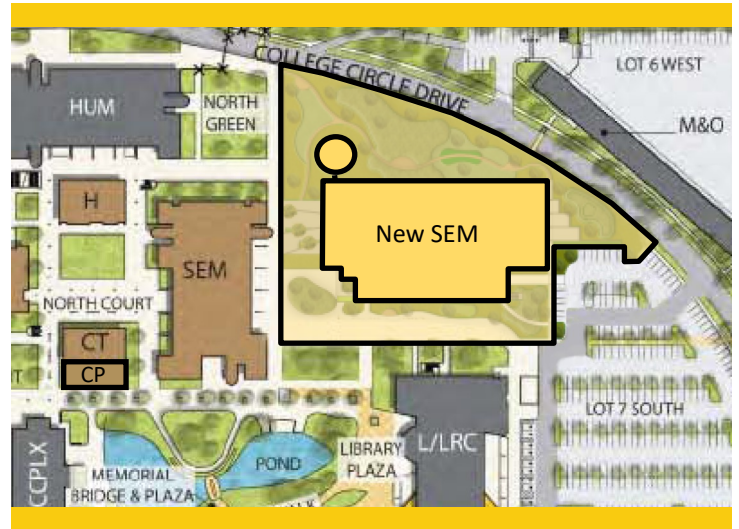 COLLEGE CIRCLE DRIVE
LOT 6 WEST
HUM
NORTH
GREEN
M&O
H
New SEM
SEM
NORTH COURT
CT
CP
LOT 7 SOUTH
L/LRC
LIBRARY
PLAZA
POND
CCPLX
MEMORIAL
BRIDGE & PLAZA